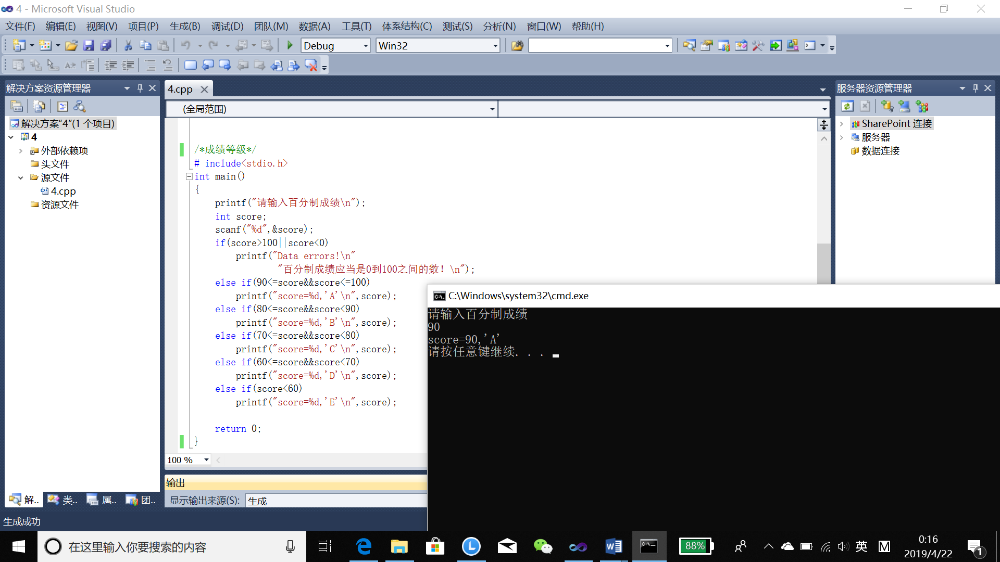 4 - Microsoft Visual Studio
文件(F) 编辑(E) 视图(V) 项目(P) 生成(B) 调试(D) 团队(M) 数据(A) 工具(T) 体系结构(C) 测试(S) 分析(N) 窗口(W) 帮助(H)
Debug Win32
解决方案资源管理器
解决方案“4”(1 个项目)
4
外部依赖项
头文件
源文件
4.cpp
资源文件
解.. 类.. 属.. 团..
4.cpp
(全局范围)
/*成绩等级*/
# include<stdio.h>
int main()
{
printf("请输入百分制成绩\n");
int score;
scanf("%d",&score);
if(score>100||score<0)
printf("Data errors!\n"
"百分制成绩应当是0到100之间的数！\n");
else if(90<=score&&score<=100)
printf("score=%d,'A'\n",score);
else if(80<=score&&score<90)
printf("score=%d,'B'\n",score);
else if(70<=score&&score<80)
printf("score=%d,'C'\n",score);
else if(60<=score&&score<70)
printf("score=%d,'D'\n",score);
else if(score<60)
printf("score=%d,'E'\n",score);
return 0;
}
100 %
输出
显示输出来源(S): 生成
服务器资源管理器
SharePoint 连接
服务器
数据连接
C:\Windows\system32\cmd.exe
请输入百分制成绩
90
score=90,'A'
请按任意键继续. . .
生成成功
在这里输入你要搜索的内容
88%
英
M
0:16
2019/4/22
1